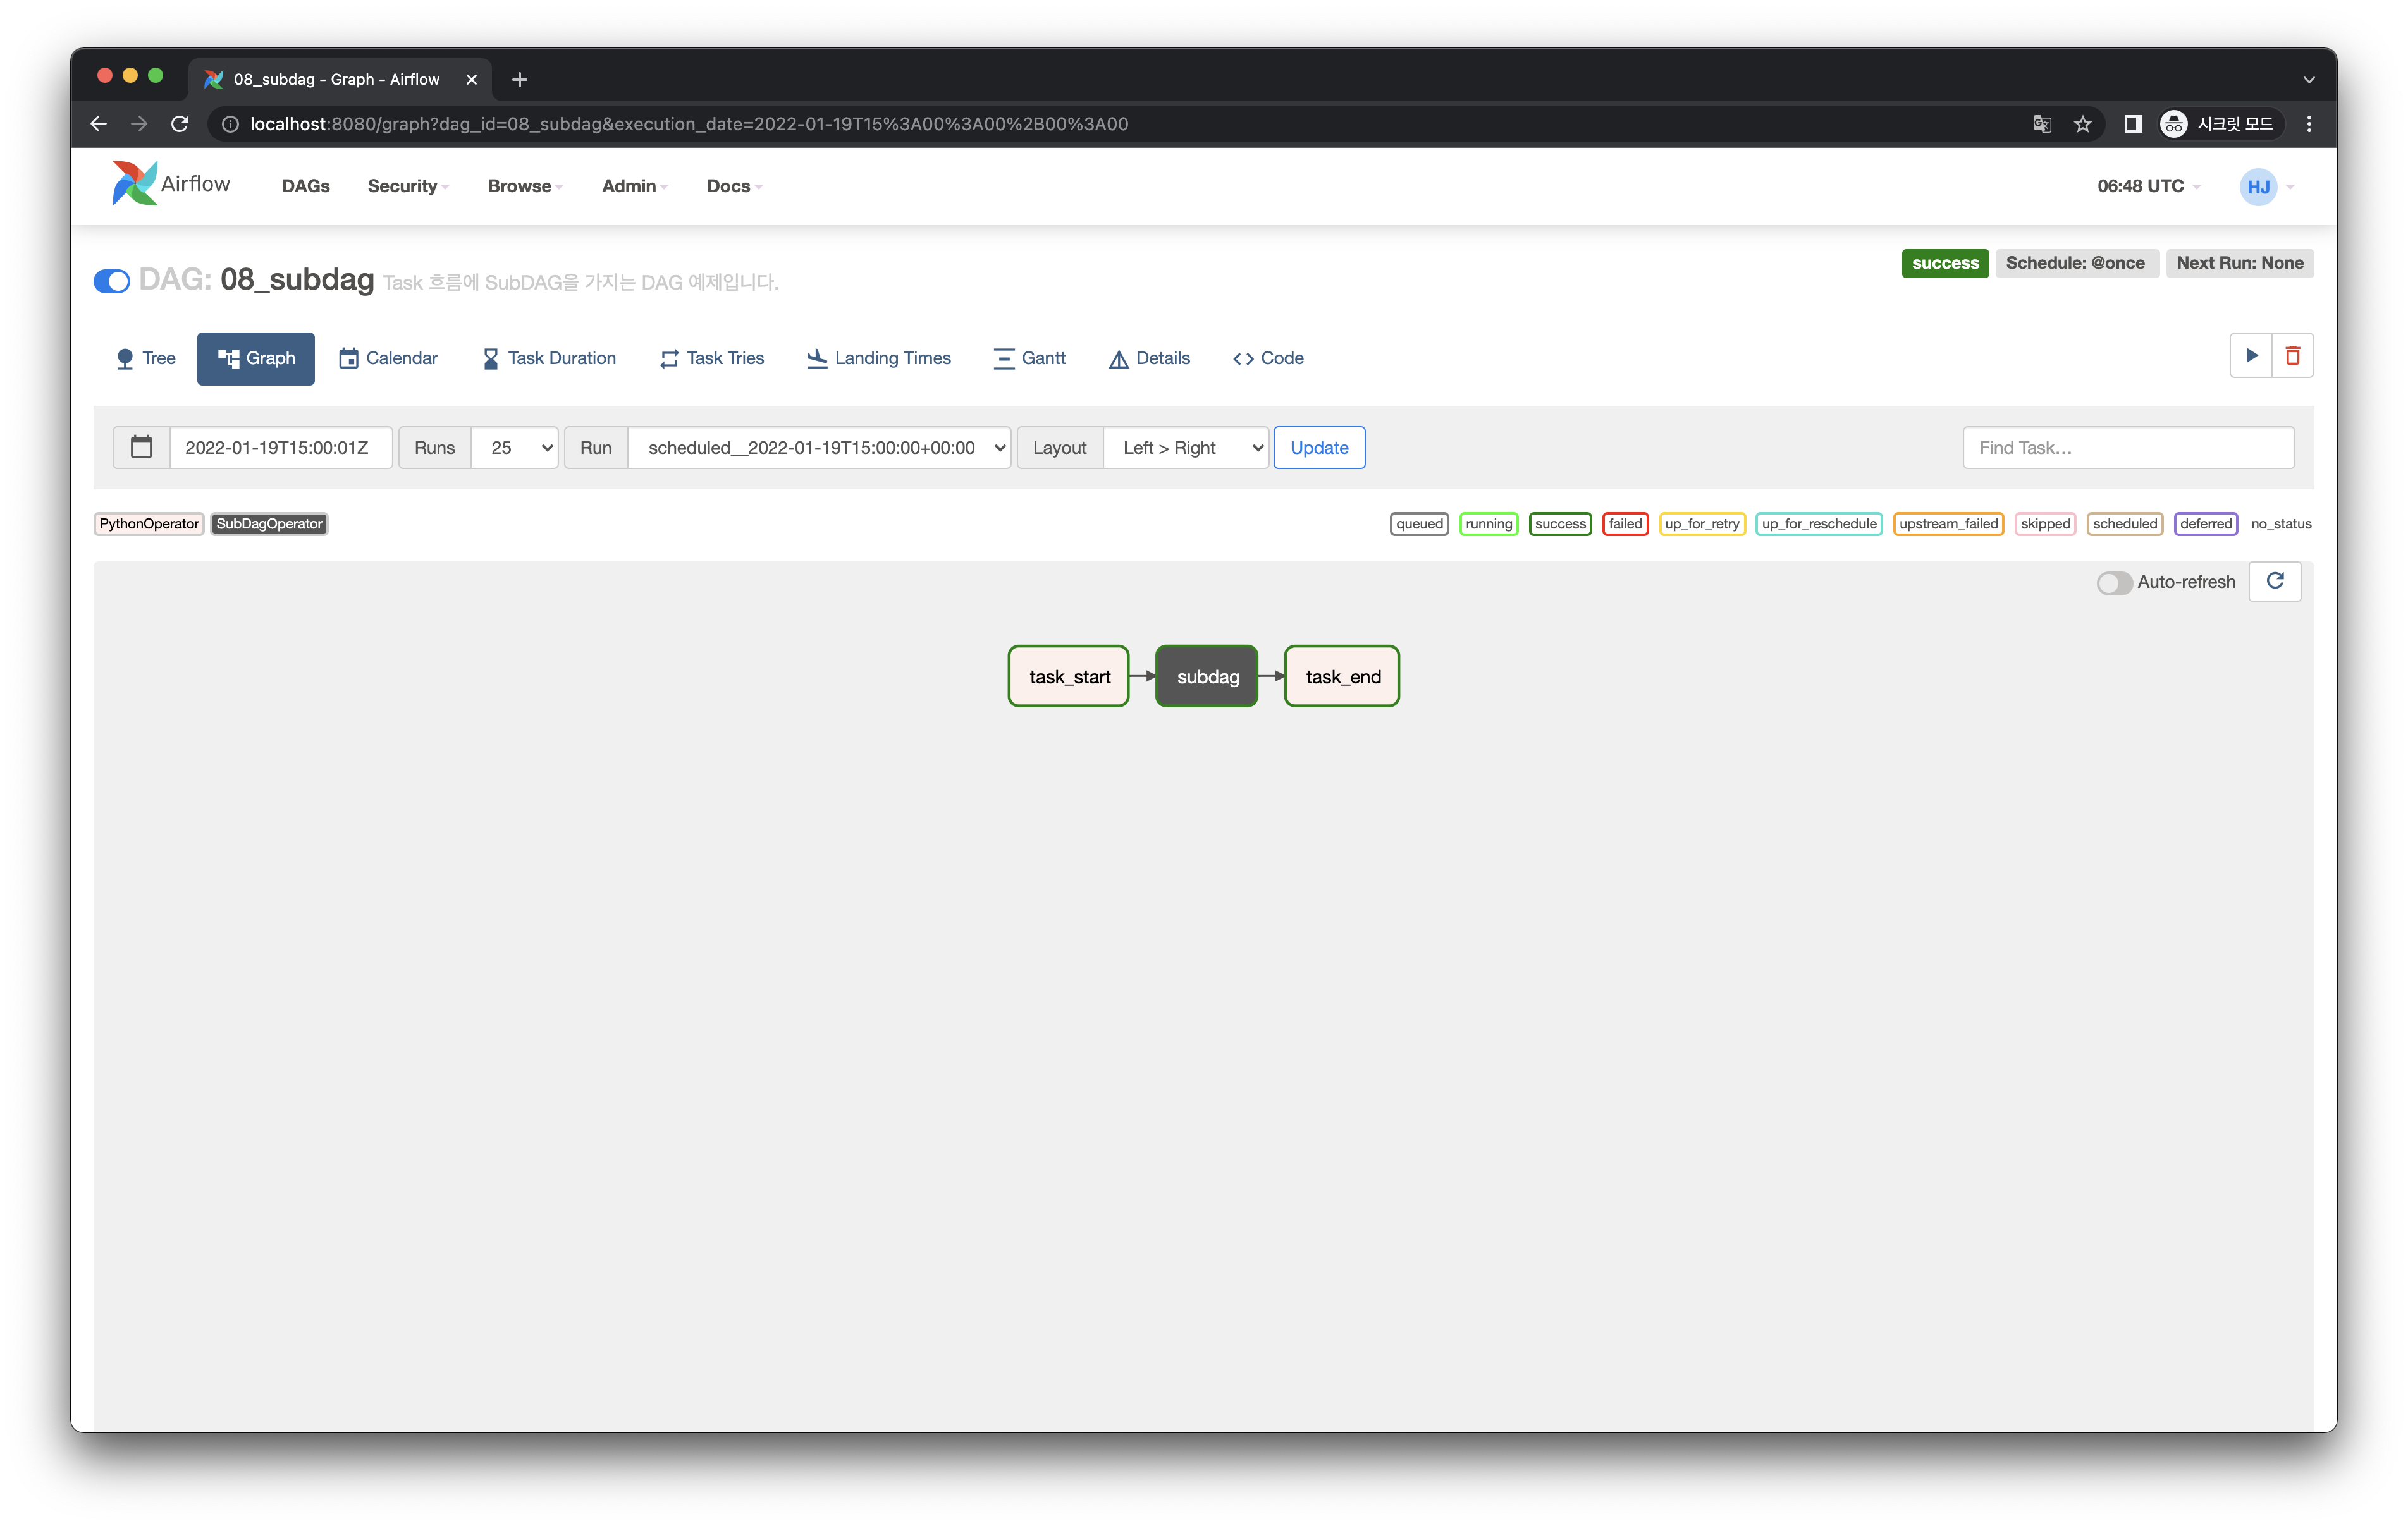 08_subdag - Graph - Airflow
localhost:8080/graph?dag_id=08_subdag&execution_date=2022-01-19T15%3A00%3A00%2B00%3A00
시크릿 모드
Airflow DAGs Security Browse Admin Docs 06:48 UTC HJ
DAG: 08_subdag Task 흐름에 SubDAG을 가지는 DAG 예제입니다.
success Schedule: @once Next Run: None
Tree Graph Calendar Task Duration Task Tries Landing Times Gantt Details Code
2022-01-19T15:00:01Z Runs 25 Run scheduled__2022-01-19T15:00:00+00:00 Layout Left > Right Update Find Task…
PythonOperator SubDagOperator queued running success failed up_for_retry up_for_reschedule upstream_failed skipped scheduled deferred no_status
Auto-refresh
task_start subdag task_end